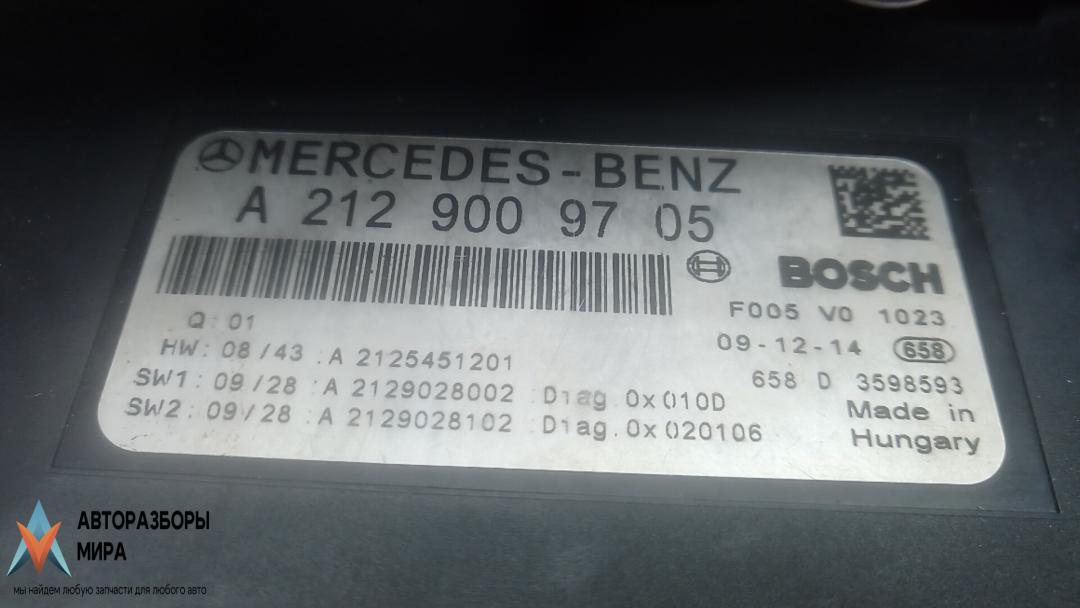 MERCEDES-BENZ
A 212 900 97 05
BOSCH
F005 V0 1023
Q: 01
09-12-14 658
HW: 08/43 :A 2125451201
658 D 3598593
SW1: 09/28 :A 2129028002 :Diag.0x010D
Made in
SW2: 09/28 :A 2129028102 :Diag.0x020106
Hungary
АВТОРАЗБОРЫ
МИРА
мы найдем любую запчасти для любого авто